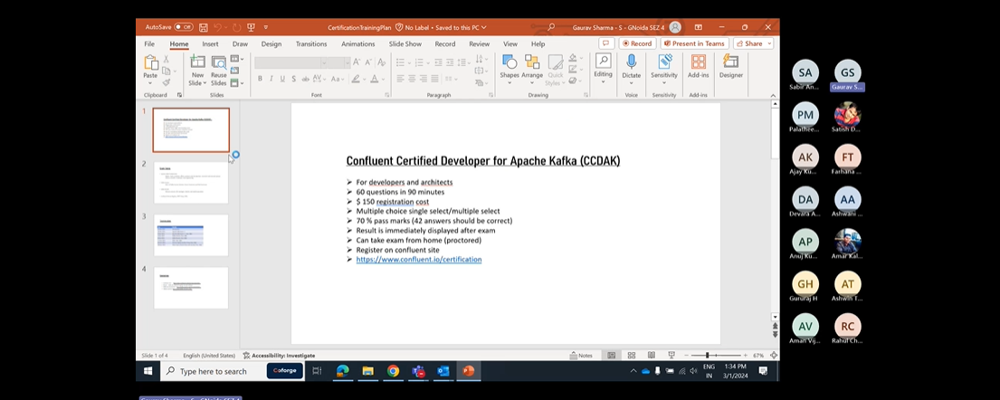 AutoSave Off CertificationTrainingPlan No Label • Saved to this PC Gaurav Sharma - S - GNoida SEZ 4
File Home Insert Draw Design Transitions Animations Slide Show Record Review View Help Record Present in Teams Share
Paste New Slide Reuse Slides Shapes Arrange Quick Styles Editing Dictate Sensitivity Add-ins Designer
Clipboard Slides Font Paragraph Drawing Voice Sensitivity Add-ins
1
2
3
4
Confluent Certified Developer for Apache Kafka (CCDAK)
➢ For developers and architects
➢ 60 questions in 90 minutes
➢ $ 150 registration cost
➢ Multiple choice single select/multiple select
➢ 70 % pass marks (42 answers should be correct)
➢ Result is immediately displayed after exam
➢ Can take exam from home (proctored)
➢ Register on confluent site
➢ https://www.confluent.io/certification
Slide 1 of 4 English (United States) Accessibility: Investigate Notes 67%
Type here to search Coforge ENG IN 1:34 PM 3/1/2024
SA GS
Sabir An... Gaurav S...
PM
Palathee... Satish D...
AK FT
Ajay Ku... Farhana ...
DA AA
Devara A... Ashwani ...
AP
Anuj Ku... Amar Kal...
GH AT
Gururaj H Ashwin T...
AV RC
Aman Vij... Rahul Ch...